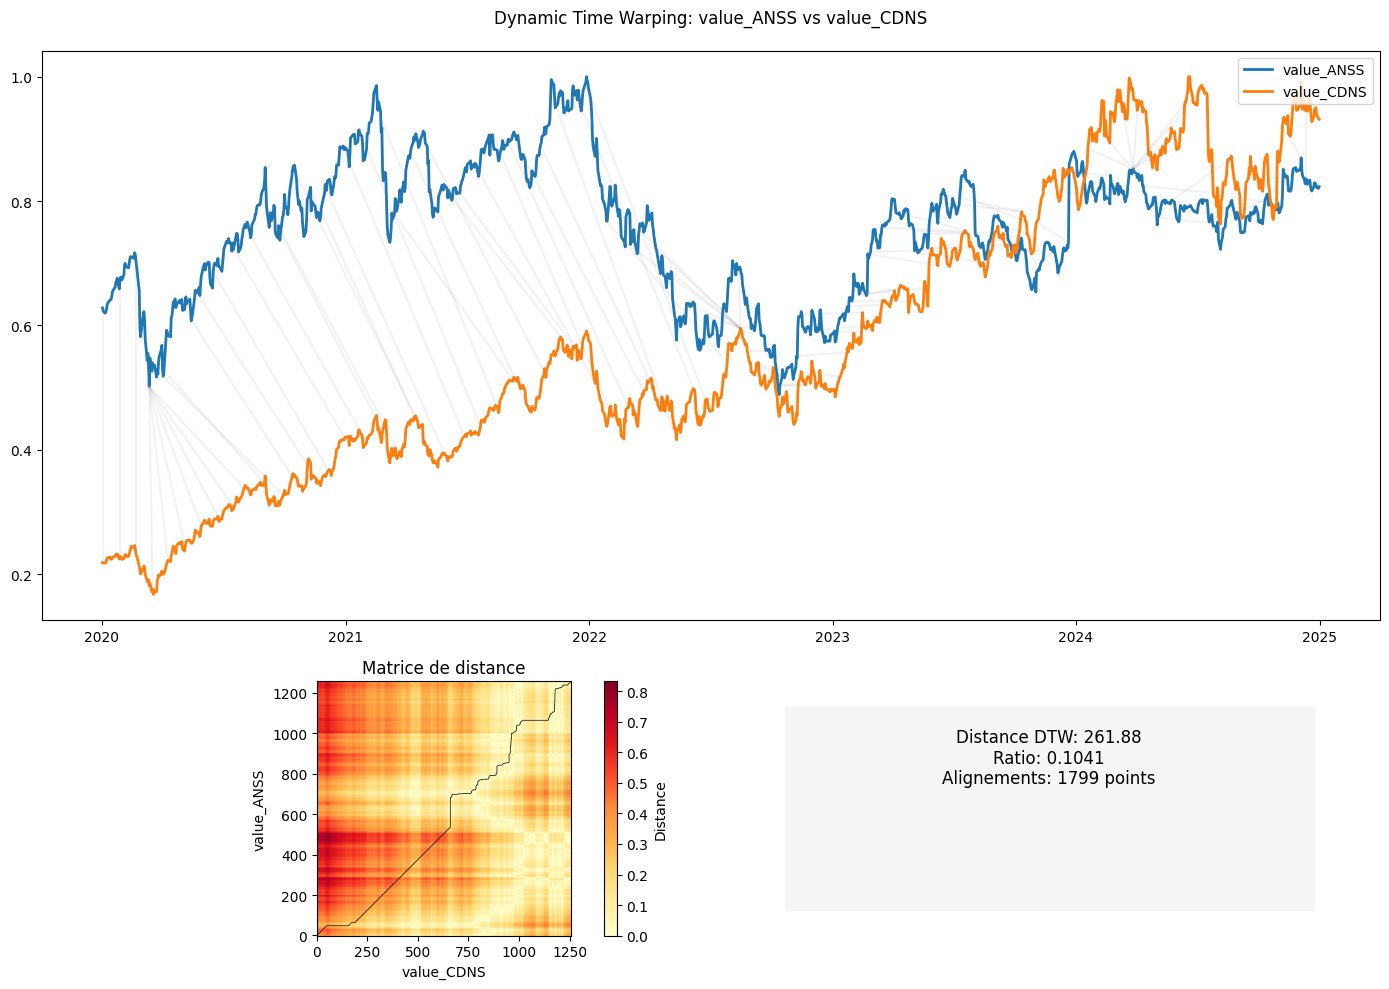 Dynamic Time Warping: value_ANSS vs value_CDNS
value_ANSS
value_CDNS
1.0
0.8
0.6
0.4
0.2
2020 2021 2022 2023 2024 2025
Matrice de distance
value_ANSS
1200
1000
800
600
400
200
0
0 250 500 750 1000 1250
value_CDNS
0.8
0.7
0.6
0.5
0.4
0.3
0.2
0.1
0.0
Distance
Distance DTW: 261.88
Ratio: 0.1041
Alignements: 1799 points